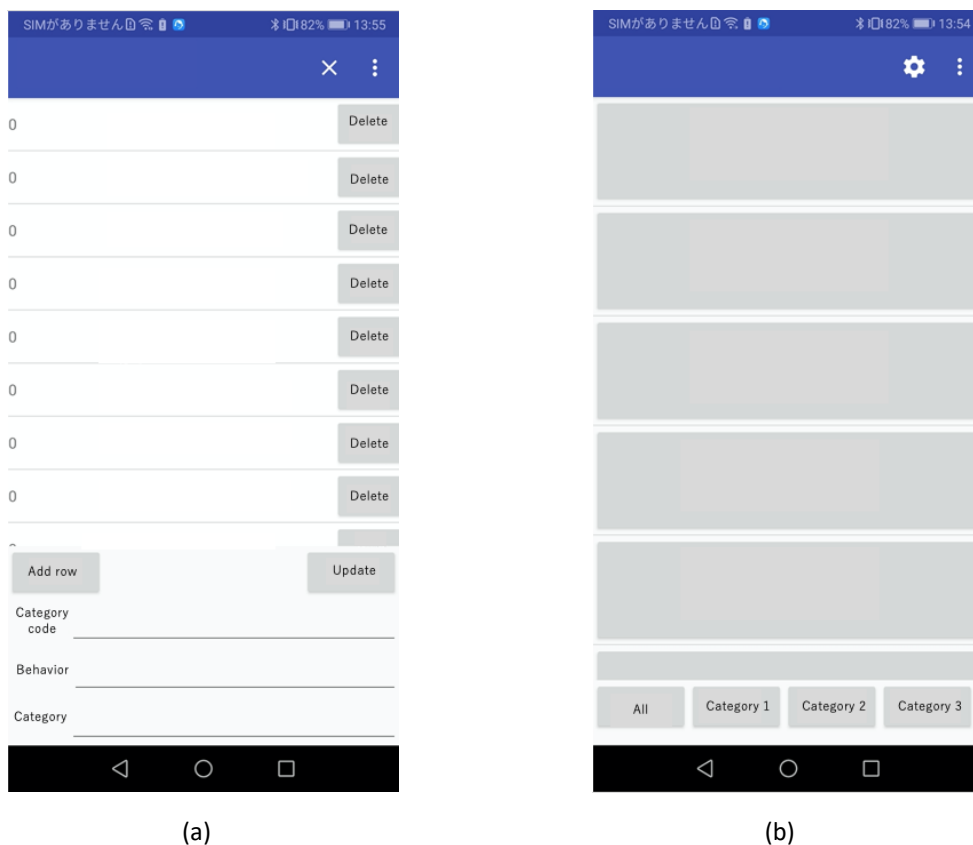 SIMがありません 82% 13:55
0 Delete
0 Delete
0 Delete
0 Delete
0 Delete
0 Delete
0 Delete
0 Delete
Add row Update
Category
code
Behavior
Category
(a)
SIMがありません 82% 13:54
All Category 1 Category 2 Category 3
(b)